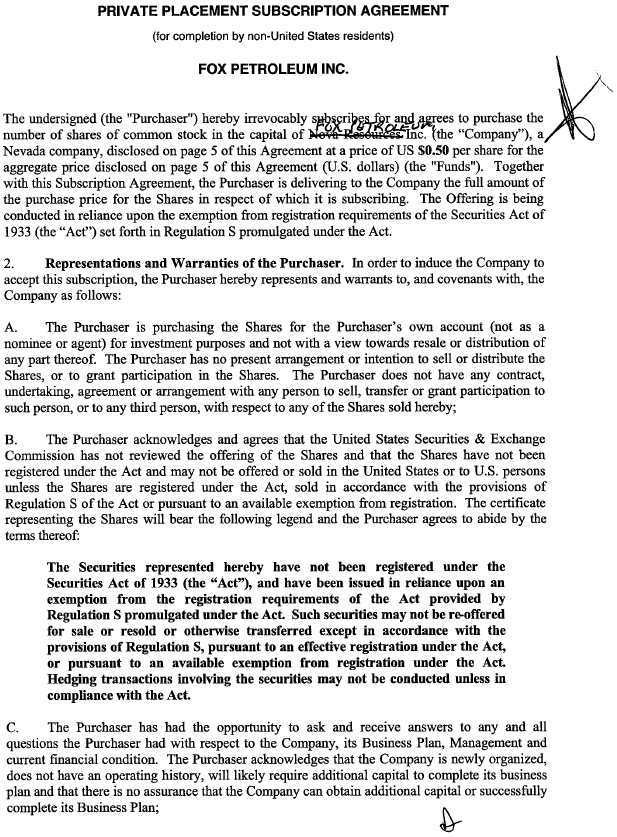 PRIVATE PLACEMENT SUBSCRIPTION AGREEMENT
(for completion by non-United States residents)
FOX PETROLEUM INC.
The undersigned (the "Purchaser") hereby irrevocably subscribes for and agrees to purchase the
FOX PETROLEUM
number of shares of common stock in the capital of Nova Resources Inc. (the “Company”), a
Nevada company, disclosed on page 5 of this Agreement at a price of US $0.50 per share for the
aggregate price disclosed on page 5 of this Agreement (U.S. dollars) (the "Funds"). Together
with this Subscription Agreement, the Purchaser is delivering to the Company the full amount of
the purchase price for the Shares in respect of which it is subscribing. The Offering is being
conducted in reliance upon the exemption from registration requirements of the Securities Act of
1933 (the “Act”) set forth in Regulation S promulgated under the Act.
2. Representations and Warranties of the Purchaser. In order to induce the Company to
accept this subscription, the Purchaser hereby represents and warrants to, and covenants with, the
Company as follows:
A. The Purchaser is purchasing the Shares for the Purchaser’s own account (not as a
nominee or agent) for investment purposes and not with a view towards resale or distribution of
any part thereof. The Purchaser has no present arrangement or intention to sell or distribute the
Shares, or to grant participation in the Shares. The Purchaser does not have any contract,
undertaking, agreement or arrangement with any person to sell, transfer or grant participation to
such person, or to any third person, with respect to any of the Shares sold hereby;
B. The Purchaser acknowledges and agrees that the United States Securities & Exchange
Commission has not reviewed the offering of the Shares and that the Shares have not been
registered under the Act and may not be offered or sold in the United States or to U.S. persons
unless the Shares are registered under the Act, sold in accordance with the provisions of
Regulation S of the Act or pursuant to an available exemption from registration. The certificate
representing the Shares will bear the following legend and the Purchaser agrees to abide by the
terms thereof:
The Securities represented hereby have not been registered under the
Securities Act of 1933 (the “Act”), and have been issued in reliance upon an
exemption from the registration requirements of the Act provided by
Regulation S promulgated under the Act. Such securities may not be re-offered
for sale or resold or otherwise transferred except in accordance with the
provisions of Regulation S, pursuant to an effective registration under the Act,
or pursuant to an available exemption from registration under the Act.
Hedging transactions involving the securities may not be conducted unless in
compliance with the Act.
C. The Purchaser has had the opportunity to ask and receive answers to any and all
questions the Purchaser had with respect to the Company, its Business Plan, Management and
current financial condition. The Purchaser acknowledges that the Company is newly organized,
does not have an operating history, will likely require additional capital to complete its business
plan and that there is no assurance that the Company can obtain additional capital or successfully
complete its Business Plan;